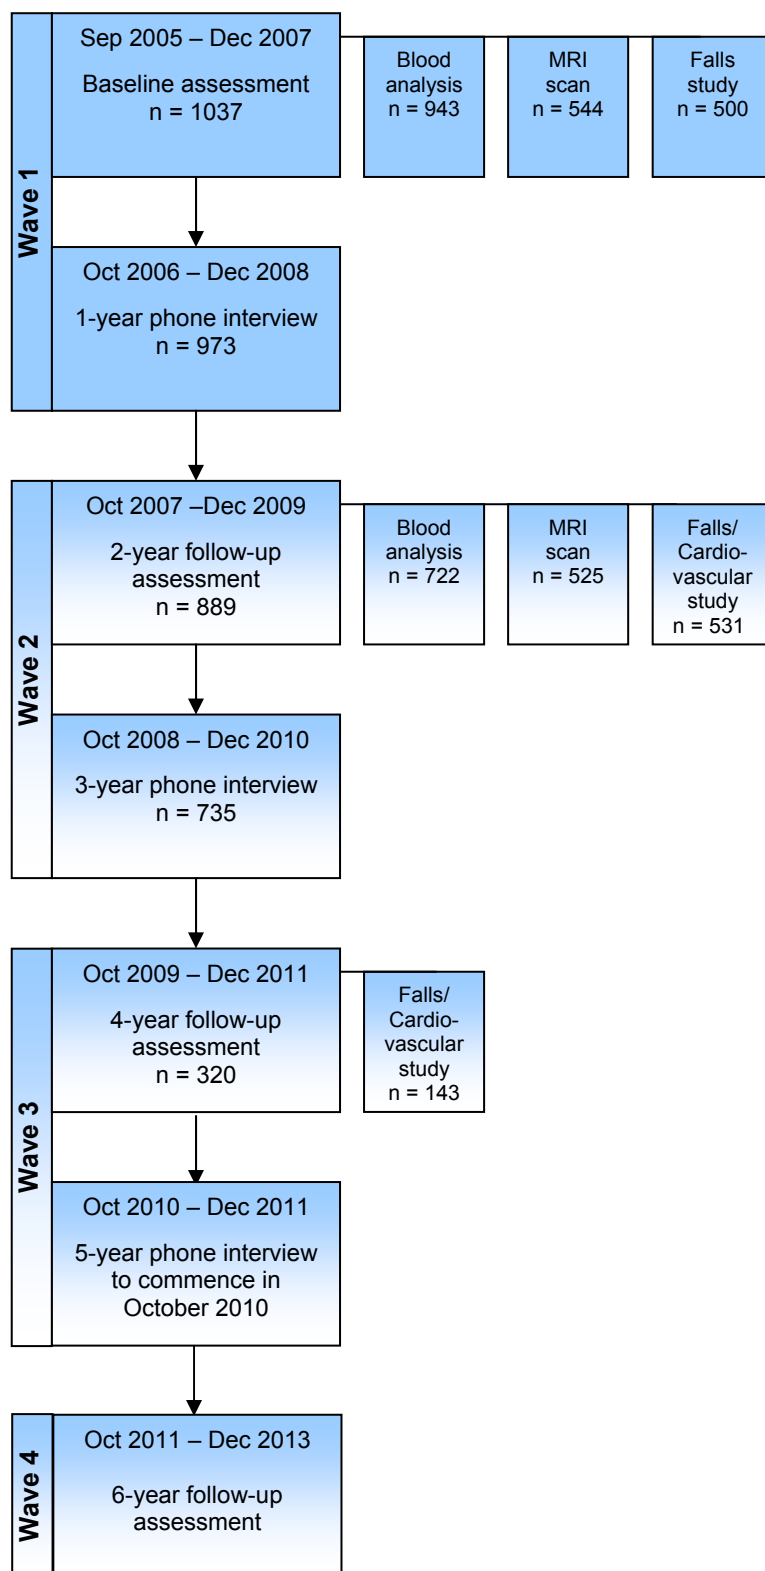 Wave 1
Sep 2005 – Dec 2007
Baseline assessment
n = 1037
Blood
analysis
n = 943
MRI
scan
n = 544
Falls
study
n = 500
Oct 2006 – Dec 2008
1-year phone interview
n = 973
Wave 2
Oct 2007 –Dec 2009
2-year follow-up
assessment
n = 889
Blood
analysis
n = 722
MRI
scan
n = 525
Falls/
Cardio-
vascular
study
n = 531
Oct 2008 – Dec 2010
3-year phone interview
n = 735
Wave 3
Oct 2009 – Dec 2011
4-year follow-up
assessment
n = 320
Falls/
Cardio-
vascular
study
n = 143
Oct 2010 – Dec 2011
5-year phone interview
to commence in
October 2010
Wave 4
Oct 2011 – Dec 2013
6-year follow-up
assessment